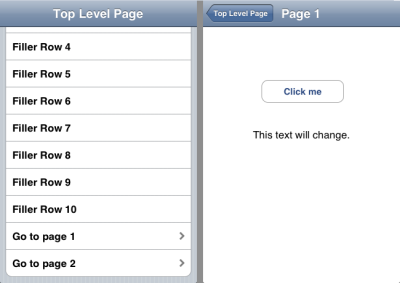 Top Level Page
Filler Row 4
Filler Row 5
Filler Row 6
Filler Row 7
Filler Row 8
Filler Row 9
Filler Row 10
Go to page 1
Go to page 2
Top Level Page
Page 1
Click me
This text will change.